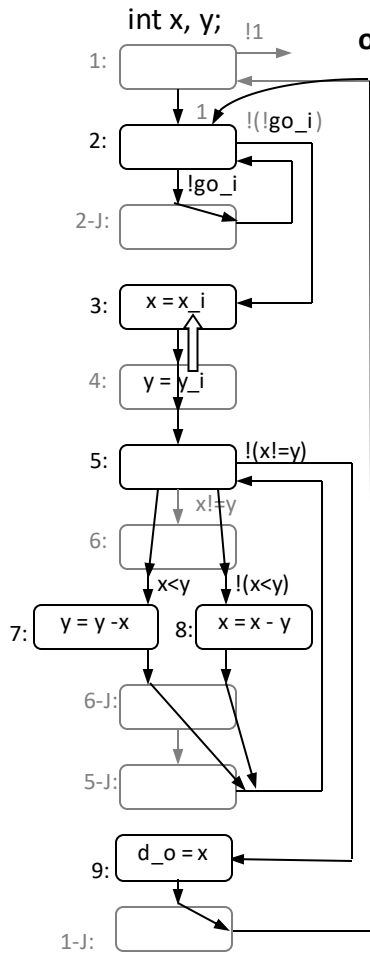 int x, y;
!1
o
1:
1
!(!go_i)
2:
!go_i
2-J:
3:
x = x_i
4:
y = y_i
5:
!(x!=y)
x!=y
6:
x<y
!(x<y)
7:
y = y -x
8:
x = x - y
6-J:
5-J:
9:
d_o = x
1-J: